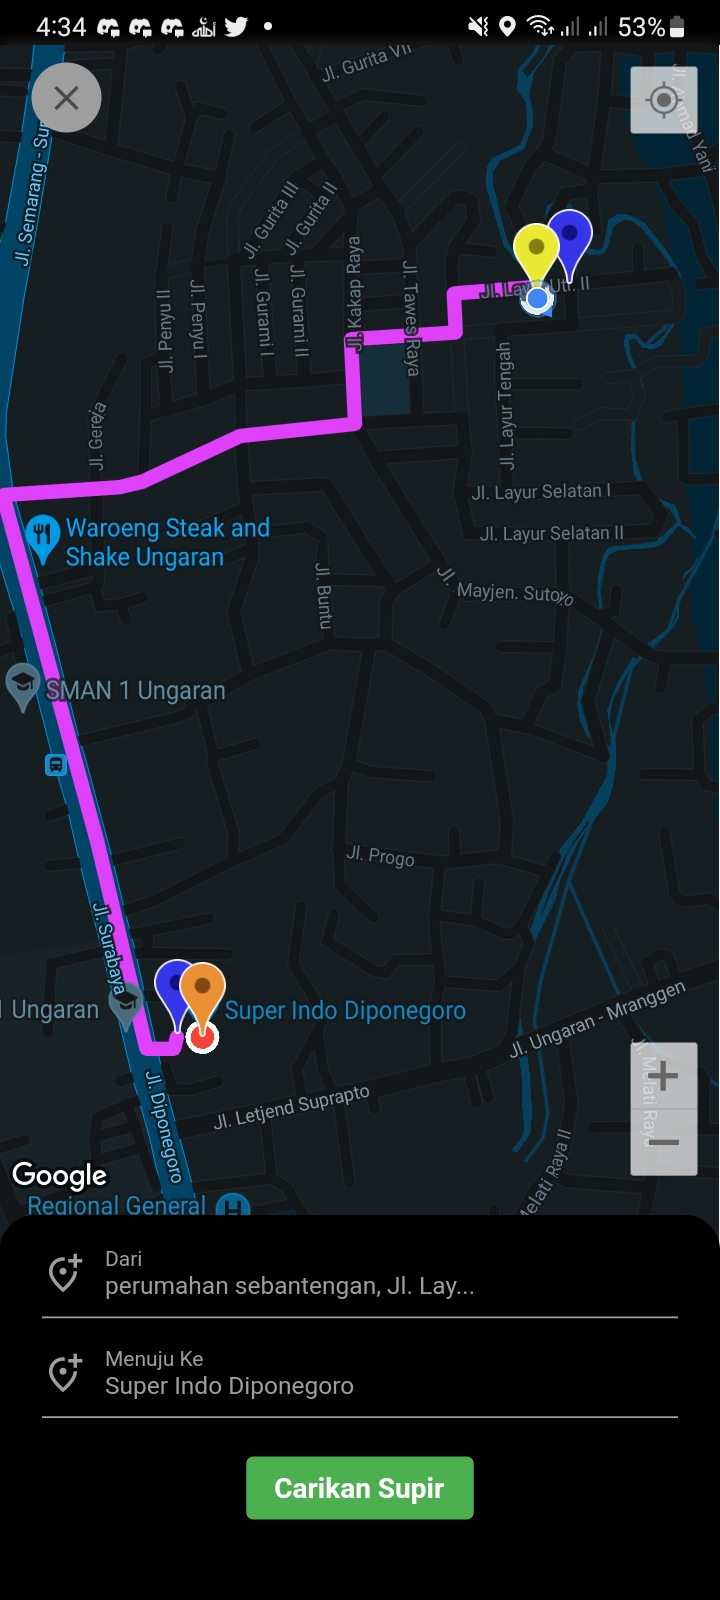 4:34
53%
Jl. Gurita VII
Jl. Ahmad Yani
Jl. Semarang - Sur
Jl. Gurita III
Jl. Gurita II
Jl. Kakap Raya
Jl. Tawes Raya
Jl. Penyu II
Jl. Penyu I
Jl. Gurami I
Jl. Gurami II
Jl. Layur Utr. II
Jl. Layur Tengah
Jl. Gereja
Jl. Layur Selatan I
Waroeng Steak and
Shake Ungaran
Jl. Layur Selatan II
Jl. Buntu
Jl. Mayjen. Sutoyo
SMAN 1 Ungaran
Jl. Progo
Jl. Surabaya
Ungaran
Super Indo Diponegoro
Jl. Ungaran - Mranggen
Jl. Melati Raya
Jl. Diponegoro
Jl. Letjend Suprapto
Melati Raya II
Google
Regional General
H
Dari
perumahan sebantengan, Jl. Lay...
Menuju Ke
Super Indo Diponegoro
Carikan Supir